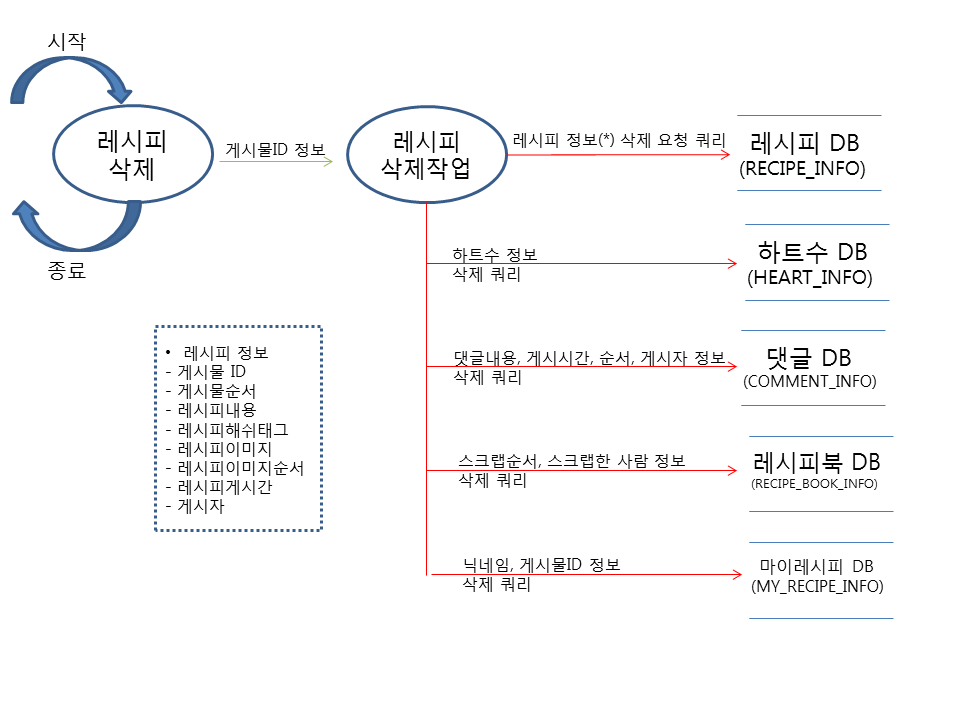 시작
레시피
삭제
종료
게시물ID 정보
레시피
삭제작업
레시피 정보(*) 삭제 요청 쿼리
레시피 DB
(RECIPE_INFO)
하트수 정보
삭제 쿼리
하트수 DB
(HEART_INFO)
댓글내용, 게시시간, 순서, 게시자 정보
삭제 쿼리
댓글 DB
(COMMENT_INFO)
스크랩순서, 스크랩한 사람 정보
삭제 쿼리
레시피북 DB
(RECIPE_BOOK_INFO)
닉네임, 게시물ID 정보
삭제 쿼리
마이레시피 DB
(MY_RECIPE_INFO)
• 레시피 정보
- 게시물 ID
- 게시물순서
- 레시피내용
- 레시피해쉬태그
- 레시피이미지
- 레시피이미지순서
- 레시피게시간
- 게시자